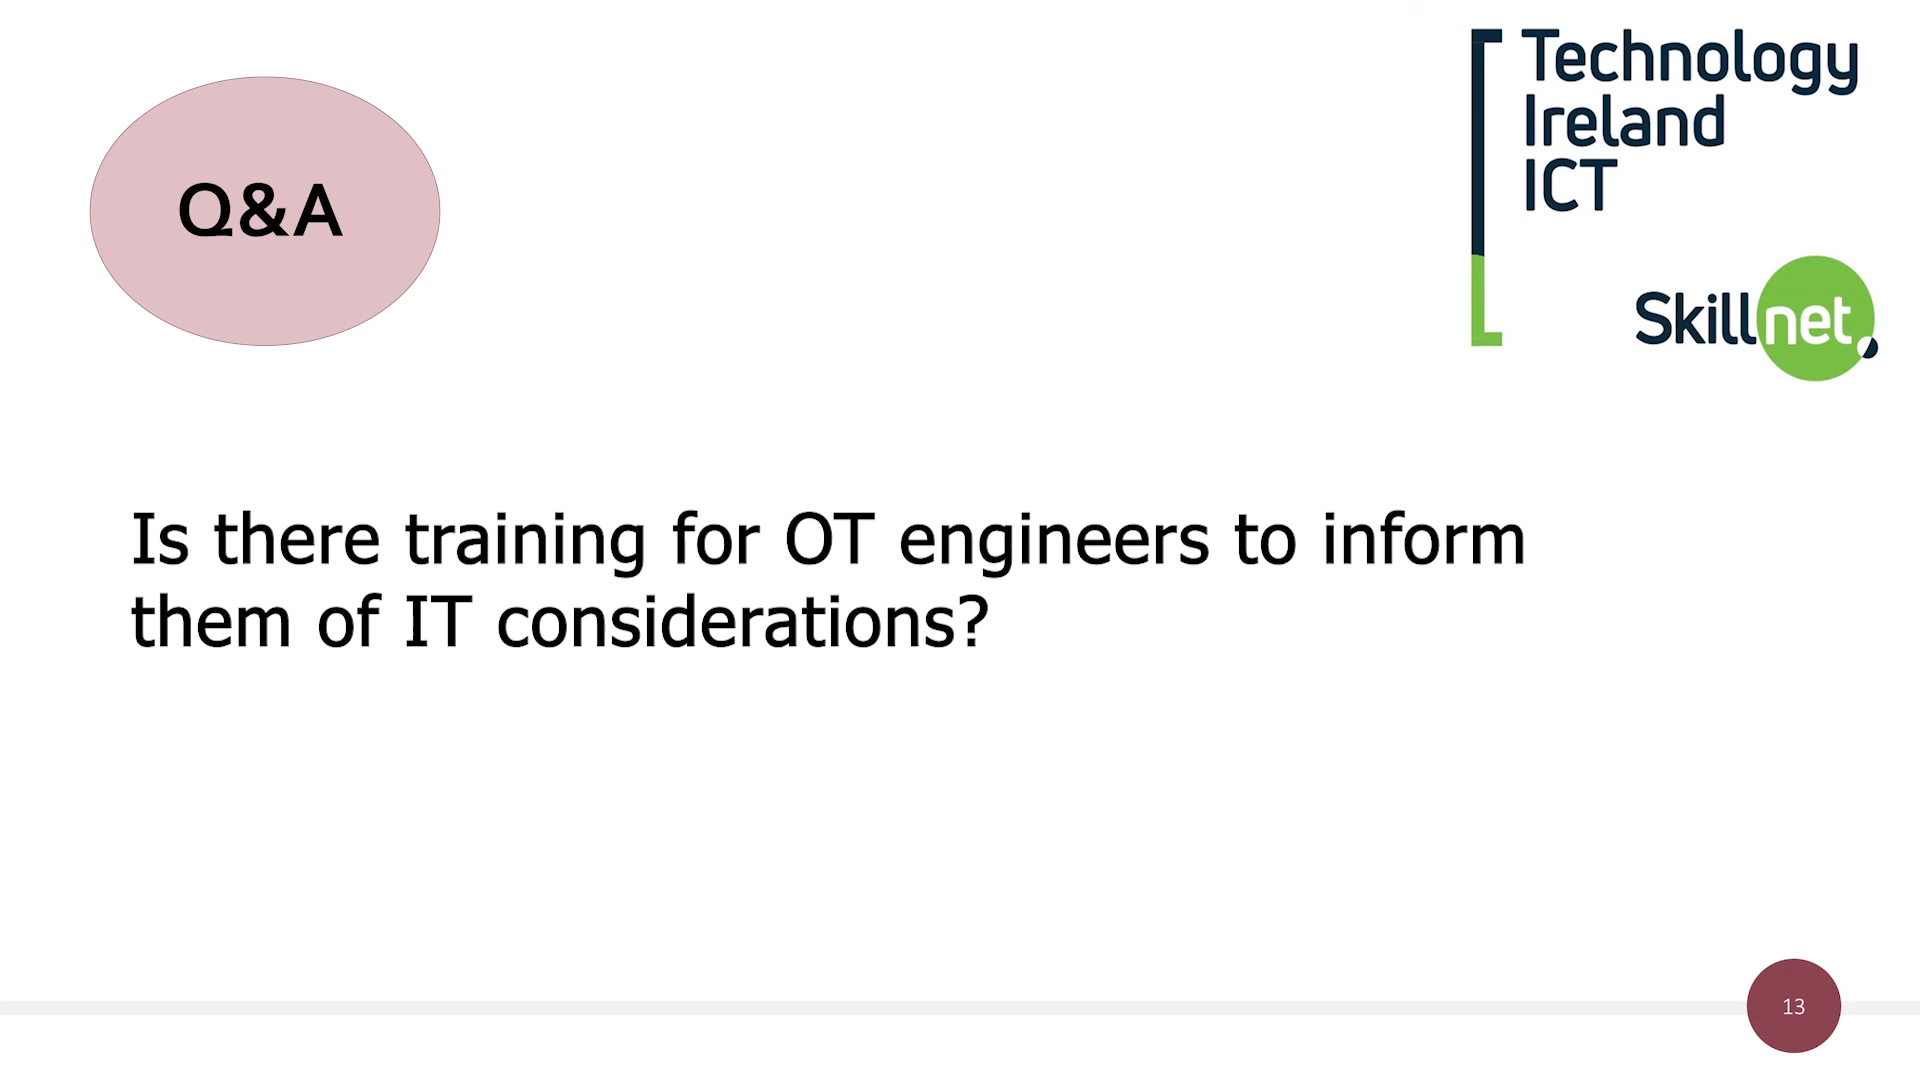 Q&A
Technology
Ireland
ICT
Skillnet
Is there training for OT engineers to inform
them of IT considerations?
13